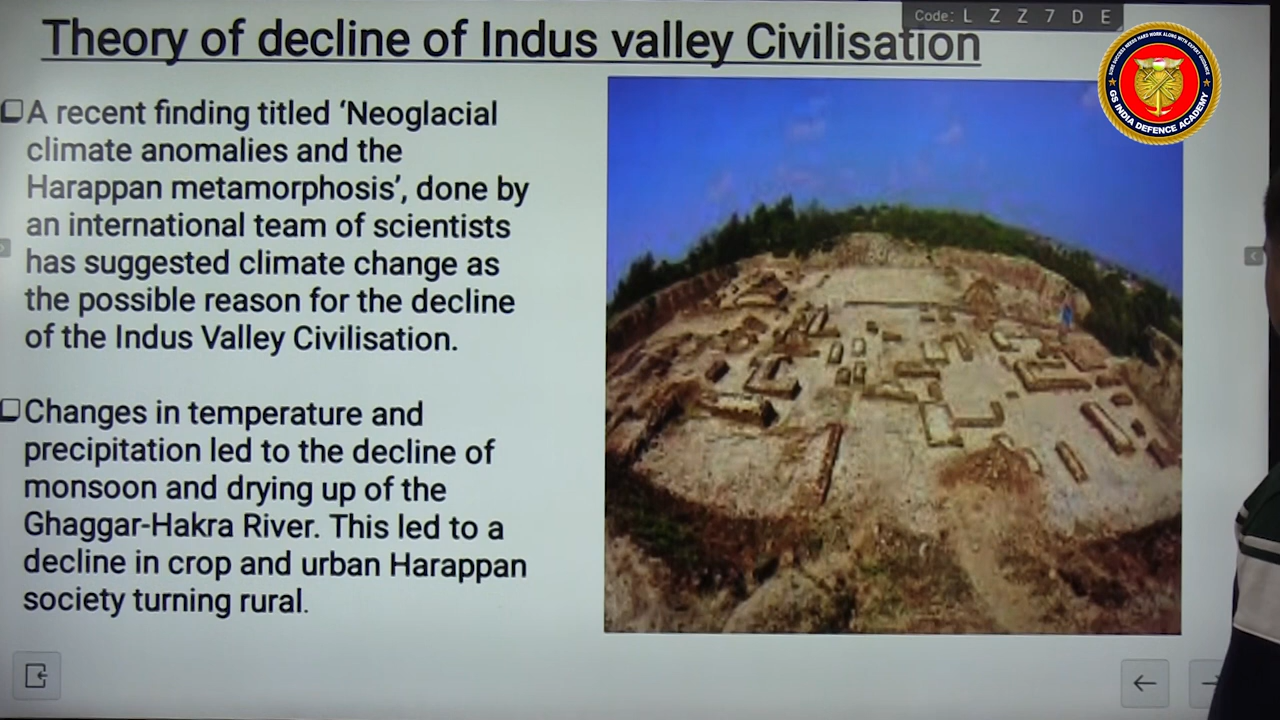 Code: L Z Z 7 D E
Theory of decline of Indus valley Civilisation
A recent finding titled ‘Neoglacial
climate anomalies and the
Harappan metamorphosis’, done by
an international team of scientists
has suggested climate change as
the possible reason for the decline
of the Indus Valley Civilisation.
Changes in temperature and
precipitation led to the decline of
monsoon and drying up of the
Ghaggar-Hakra River. This led to a
decline in crop and urban Harappan
society turning rural.
GS INDIA DEFENCE ACADEMY